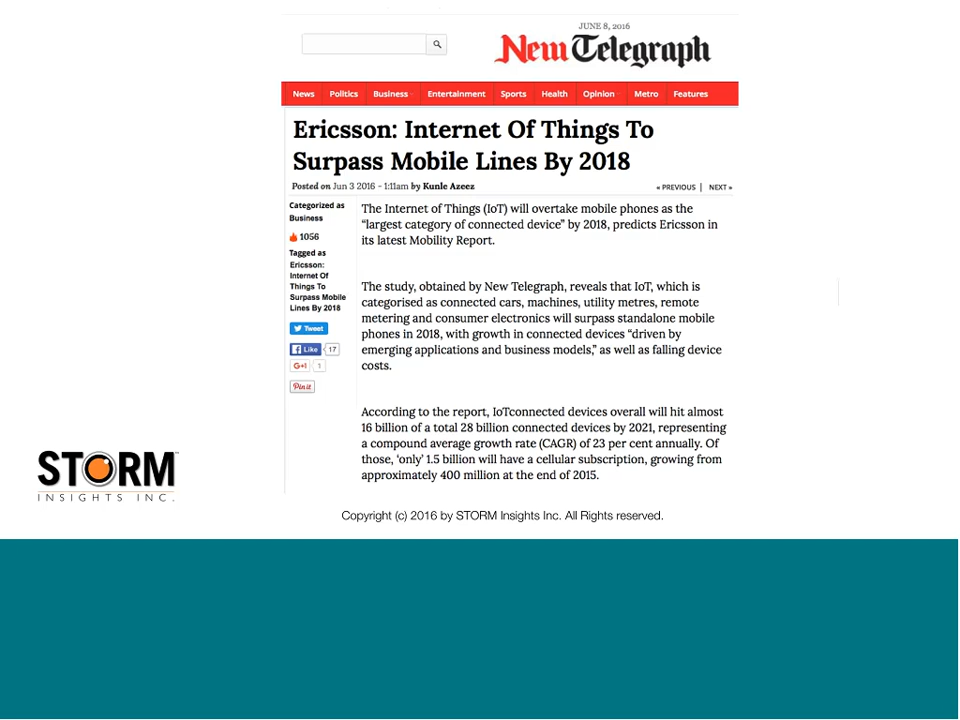 JUNE 8, 2016
New Telegraph
News Politics Business Entertainment Sports Health Opinion Metro Features
Ericsson: Internet Of Things To
Surpass Mobile Lines By 2018
Posted on Jun 3 2016 - 1:11am by Kunle Azeez
« PREVIOUS | NEXT »
Categorized as
Business
1056
Tagged as
Ericsson:
Internet Of
Things To
Surpass Mobile
Lines By 2018
Tweet
Like 17
G+1 1
Pin it
The Internet of Things (IoT) will overtake mobile phones as the
“largest category of connected device” by 2018, predicts Ericsson in
its latest Mobility Report.
The study, obtained by New Telegraph, reveals that IoT, which is
categorised as connected cars, machines, utility metres, remote
metering and consumer electronics will surpass standalone mobile
phones in 2018, with growth in connected devices “driven by
emerging applications and business models,” as well as falling device
costs.
According to the report, IoTconnected devices overall will hit almost
16 billion of a total 28 billion connected devices by 2021, representing
a compound average growth rate (CAGR) of 23 per cent annually. Of
those, ‘only’ 1.5 billion will have a cellular subscription, growing from
approximately 400 million at the end of 2015.
STORM™
INSIGHTS INC.
Copyright (c) 2016 by STORM Insights Inc. All Rights reserved.